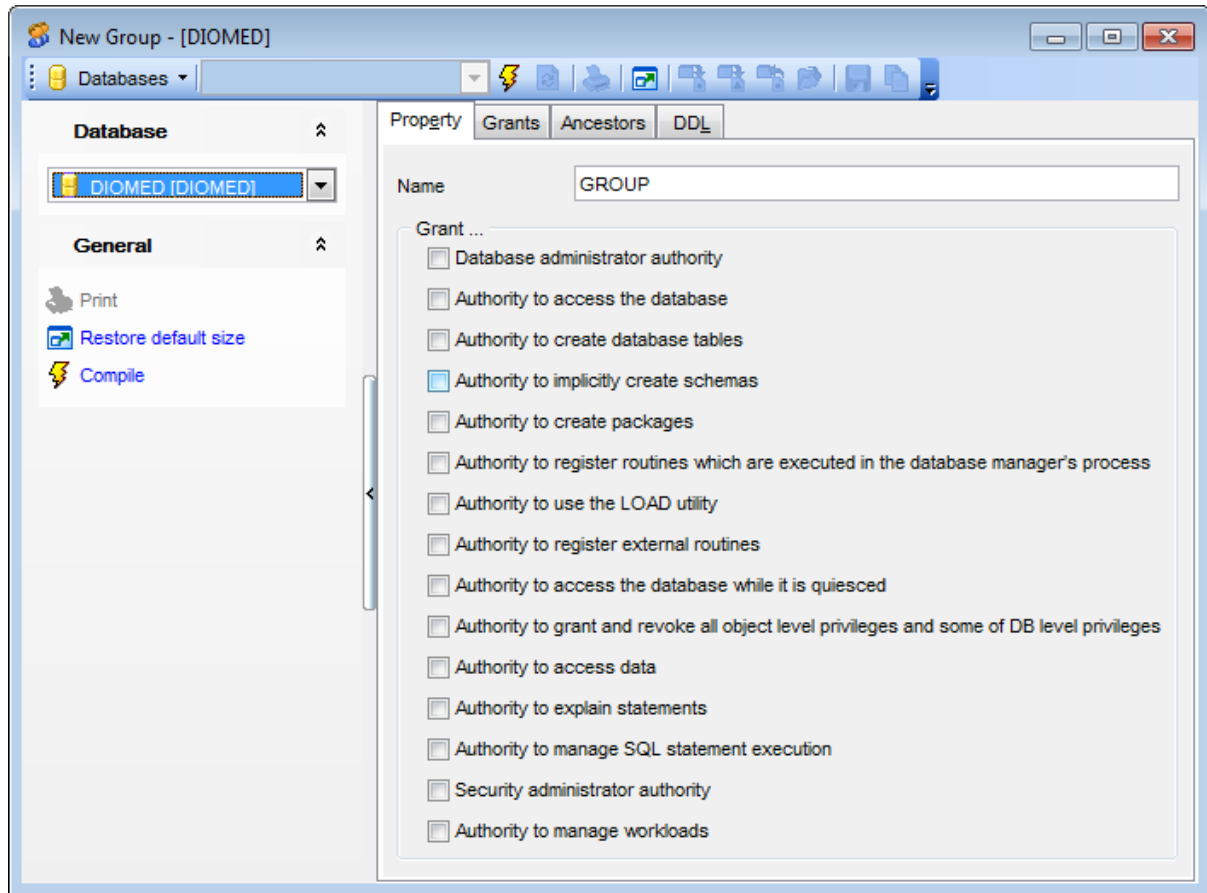 New Group - [DIOMED]
Databases
Database
DIOMED [DIOMED]
General
Print
Restore default size
Compile
Property Grants Ancestors DDL
Name GROUP
Grant ...
Database administrator authority
Authority to access the database
Authority to create database tables
Authority to implicitly create schemas
Authority to create packages
Authority to register routines which are executed in the database manager's process
Authority to use the LOAD utility
Authority to register external routines
Authority to access the database while it is quiesced
Authority to grant and revoke all object level privileges and some of DB level privileges
Authority to access data
Authority to explain statements
Authority to manage SQL statement execution
Security administrator authority
Authority to manage workloads